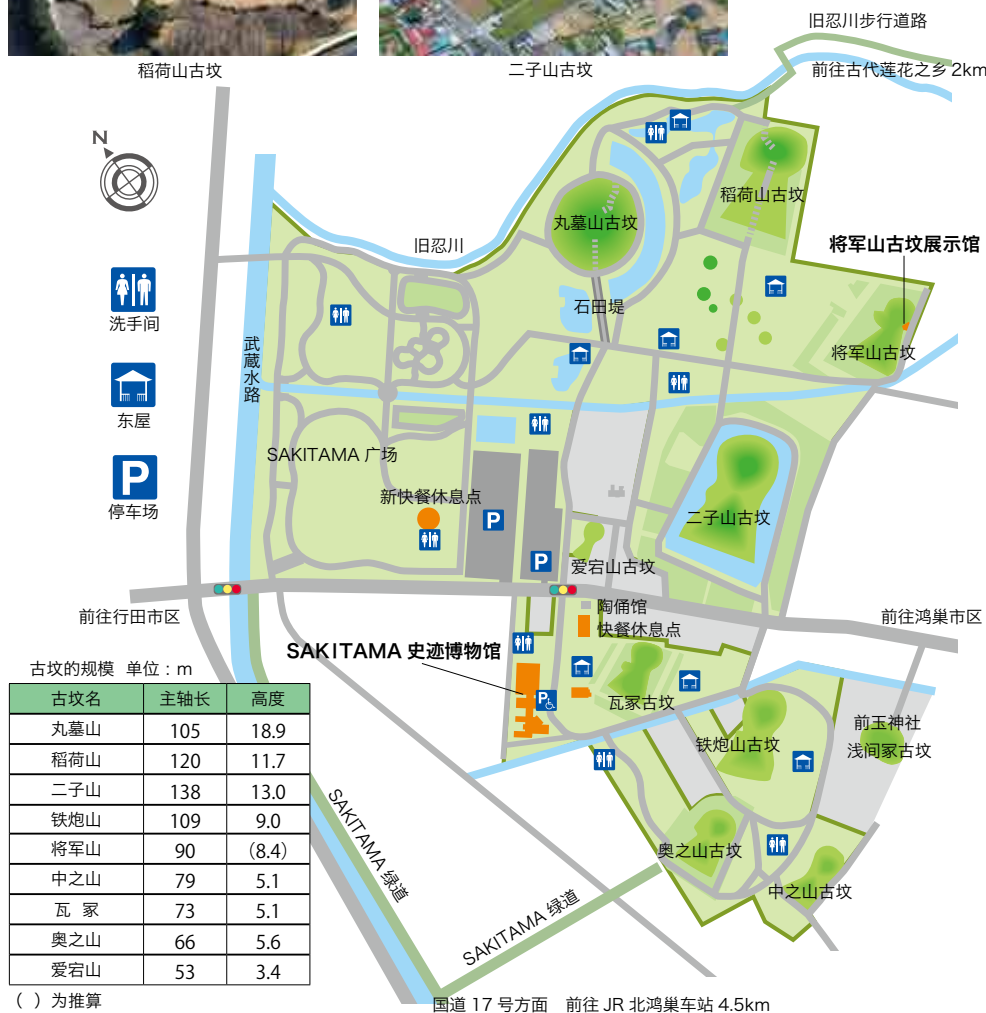 稻荷山古坟
二子山古坟
旧忍川步行道路
前往古代莲花之乡 2km
N
稻荷山古坟
丸墓山古坟
将军山古坟展示馆
旧忍川
洗手间
石田堤
武蔵水路
将军山古坟
东屋
SAKITAMA 广场
P
停车场
新快餐休息点
P
二子山古坟
P
爱宕山古坟
前往行田市区
陶俑馆
前往鸿巢市区
快餐休息点
SAKITAMA 史迹博物馆
P
瓦冢古坟
前玉神社
铁炮山古坟
浅间冢古坟
奥之山古坟
中之山古坟
SAKITAMA 绿道
SAKITAMA 绿道
古坟的规模 单位：m
古坟名 主轴长 高度
丸墓山 105 18.9
稻荷山 120 11.7
二子山 138 13.0
铁炮山 109 9.0
将军山 90 (8.4)
中之山 79 5.1
瓦 冢 73 5.1
奥之山 66 5.6
爱宕山 53 3.4
（ ）为推算
国道 17 号方面 前往 JR 北鸿巢车站 4.5km